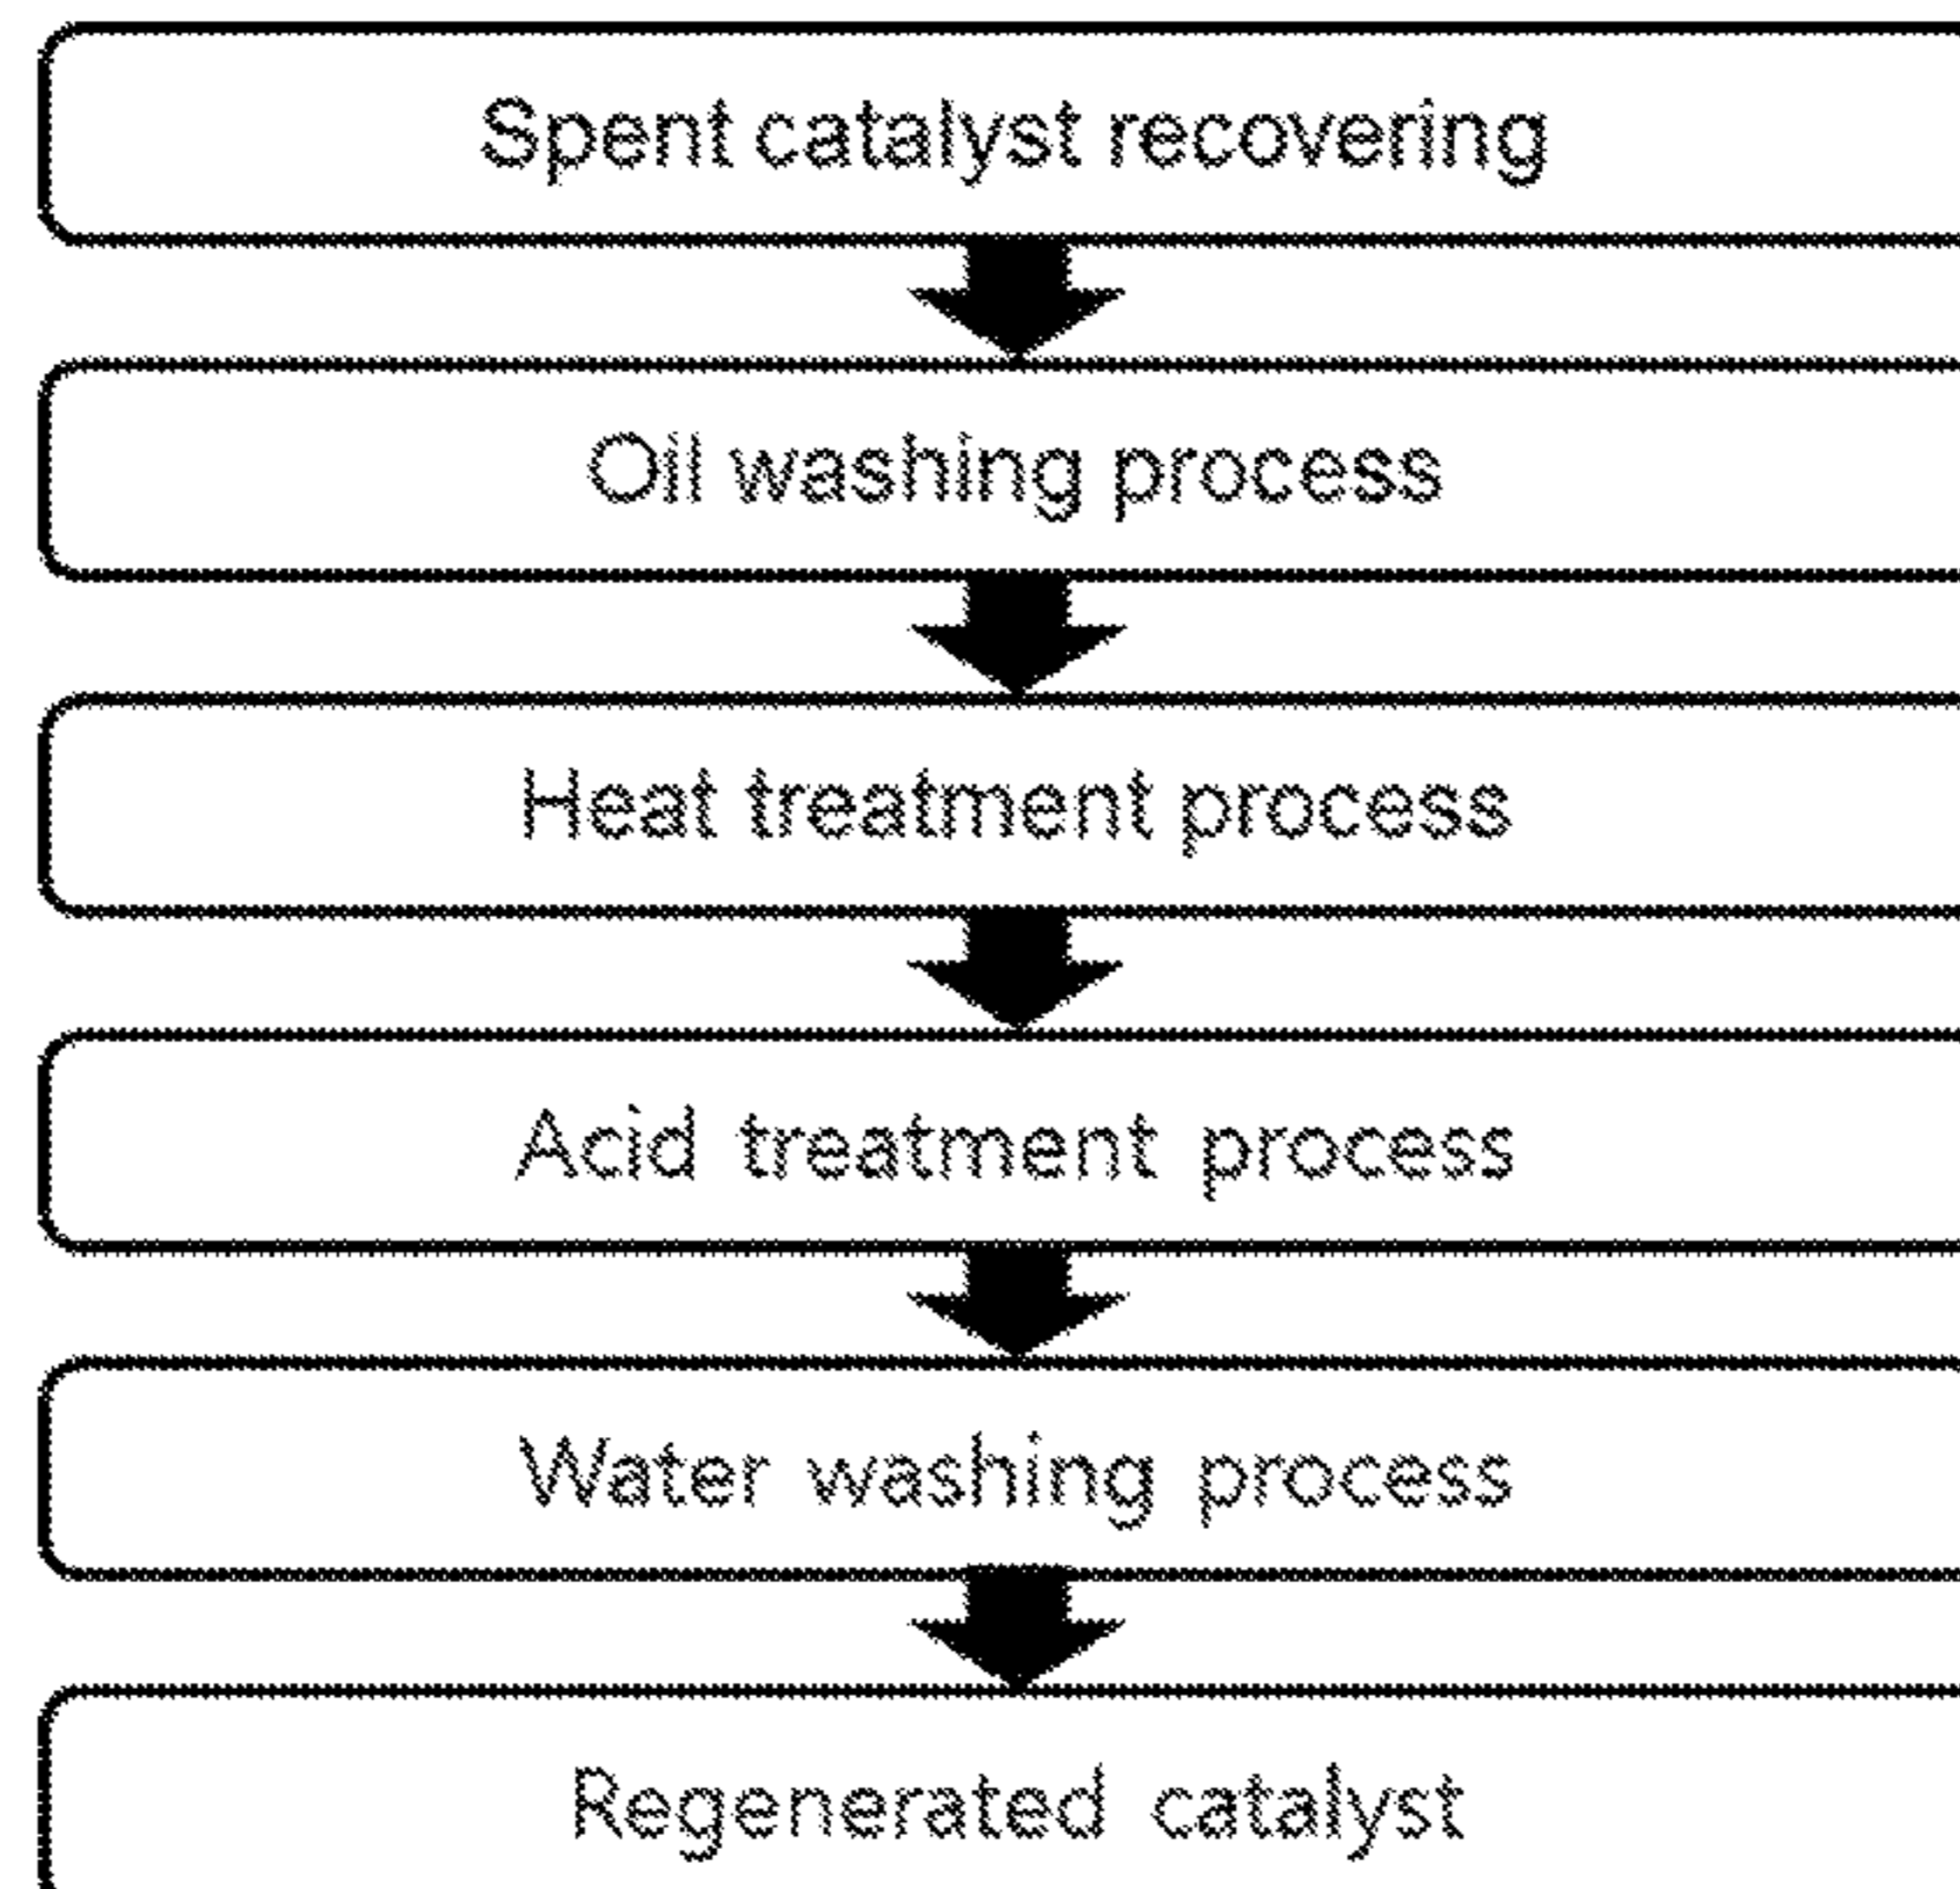 Spent catalyst recovering
Oil washing process
Heat treatment process
Acid treatment process
Water washing process
Regenerated catalyst